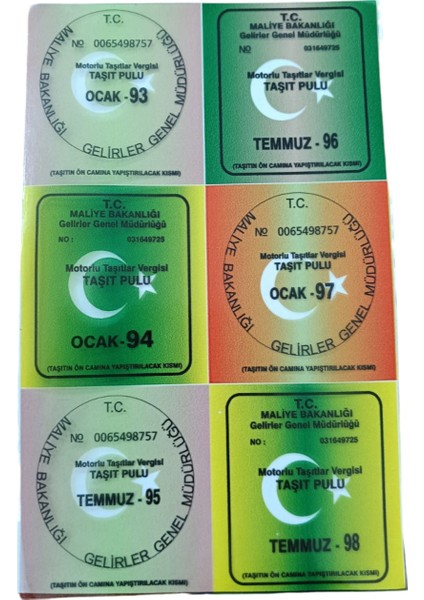 T.C.
MALİYE BAKANLIĞI GELİRLER GENEL MÜDÜRLÜĞÜ
No 0065498757
Motorlu Taşıtlar Vergisi
TAŞIT PULU
OCAK - 93
(TAŞITIN ÖN CAMINA YAPIŞTIRILACAK KISMI)
T.C.
MALİYE BAKANLIĞI
Gelirler Genel Müdürlüğü
NO : 031649725
Motorlu Taşıtlar Vergisi
TAŞIT PULU
TEMMUZ - 96
(TAŞITIN ÖN CAMINA YAPIŞTIRILACAK KISMI)
T.C.
MALİYE BAKANLIĞI
Gelirler Genel Müdürlüğü
NO : 031649725
Motorlu Taşıtlar Vergisi
TAŞIT PULU
OCAK - 94
(TAŞITIN ÖN CAMINA YAPIŞTIRILACAK KISMI)
T.C.
MALİYE BAKANLIĞI GELİRLER GENEL MÜDÜRLÜĞÜ
No 0065498757
Motorlu Taşıtlar Vergisi
TAŞIT PULU
OCAK - 97
(TAŞITIN ÖN CAMINA YAPIŞTIRILACAK KISMI)
T.C.
MALİYE BAKANLIĞI GELİRLER GENEL MÜDÜRLÜĞÜ
No 0065498757
Motorlu Taşıtlar Vergisi
TAŞIT PULU
TEMMUZ - 95
(TAŞITIN ÖN CAMINA YAPIŞTIRILACAK KISMI)
T.C.
MALİYE BAKANLIĞI
Gelirler Genel Müdürlüğü
NO : 031649725
Motorlu Taşıtlar Vergisi
TAŞIT PULU
TEMMUZ - 98
(TAŞITIN ÖN CAMINA YAPIŞTIRILACAK KISMI)